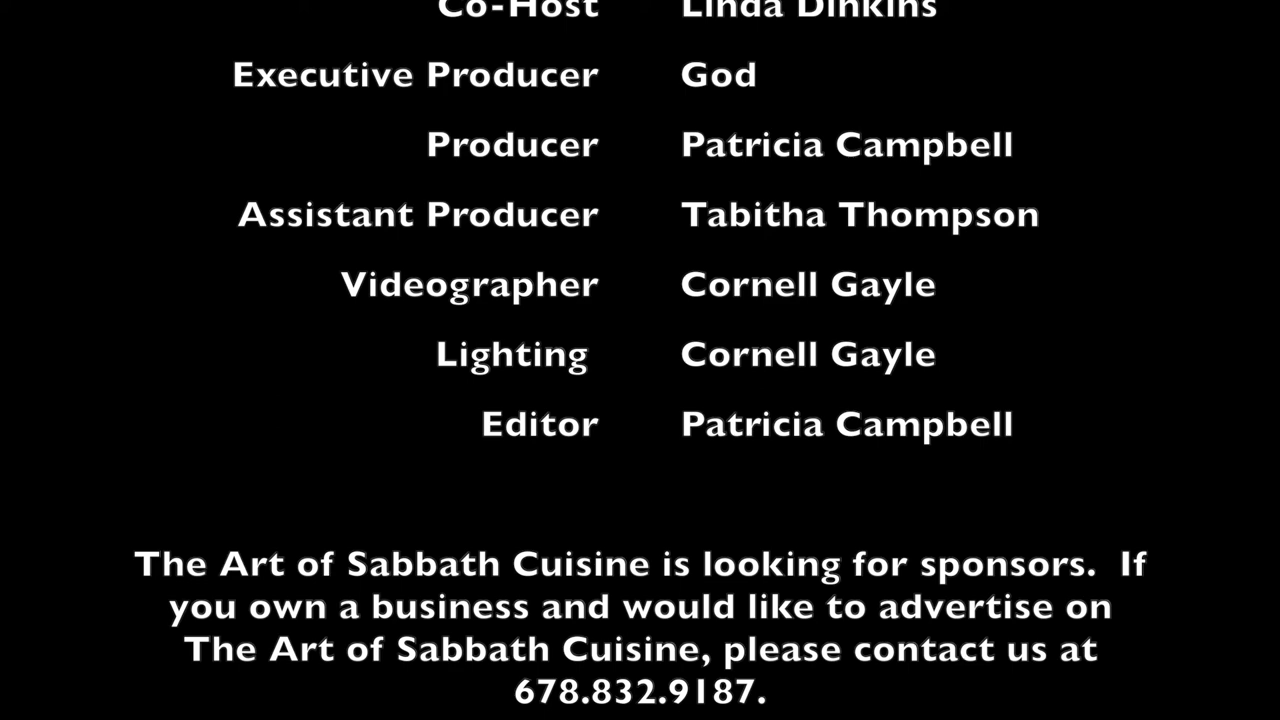 Co-Host Linda Dinkins
Executive Producer God
Producer Patricia Campbell
Assistant Producer Tabitha Thompson
Videographer Cornell Gayle
Lighting Cornell Gayle
Editor Patricia Campbell
The Art of Sabbath Cuisine is looking for sponsors. If
you own a business and would like to advertise on
The Art of Sabbath Cuisine, please contact us at
678.832.9187.